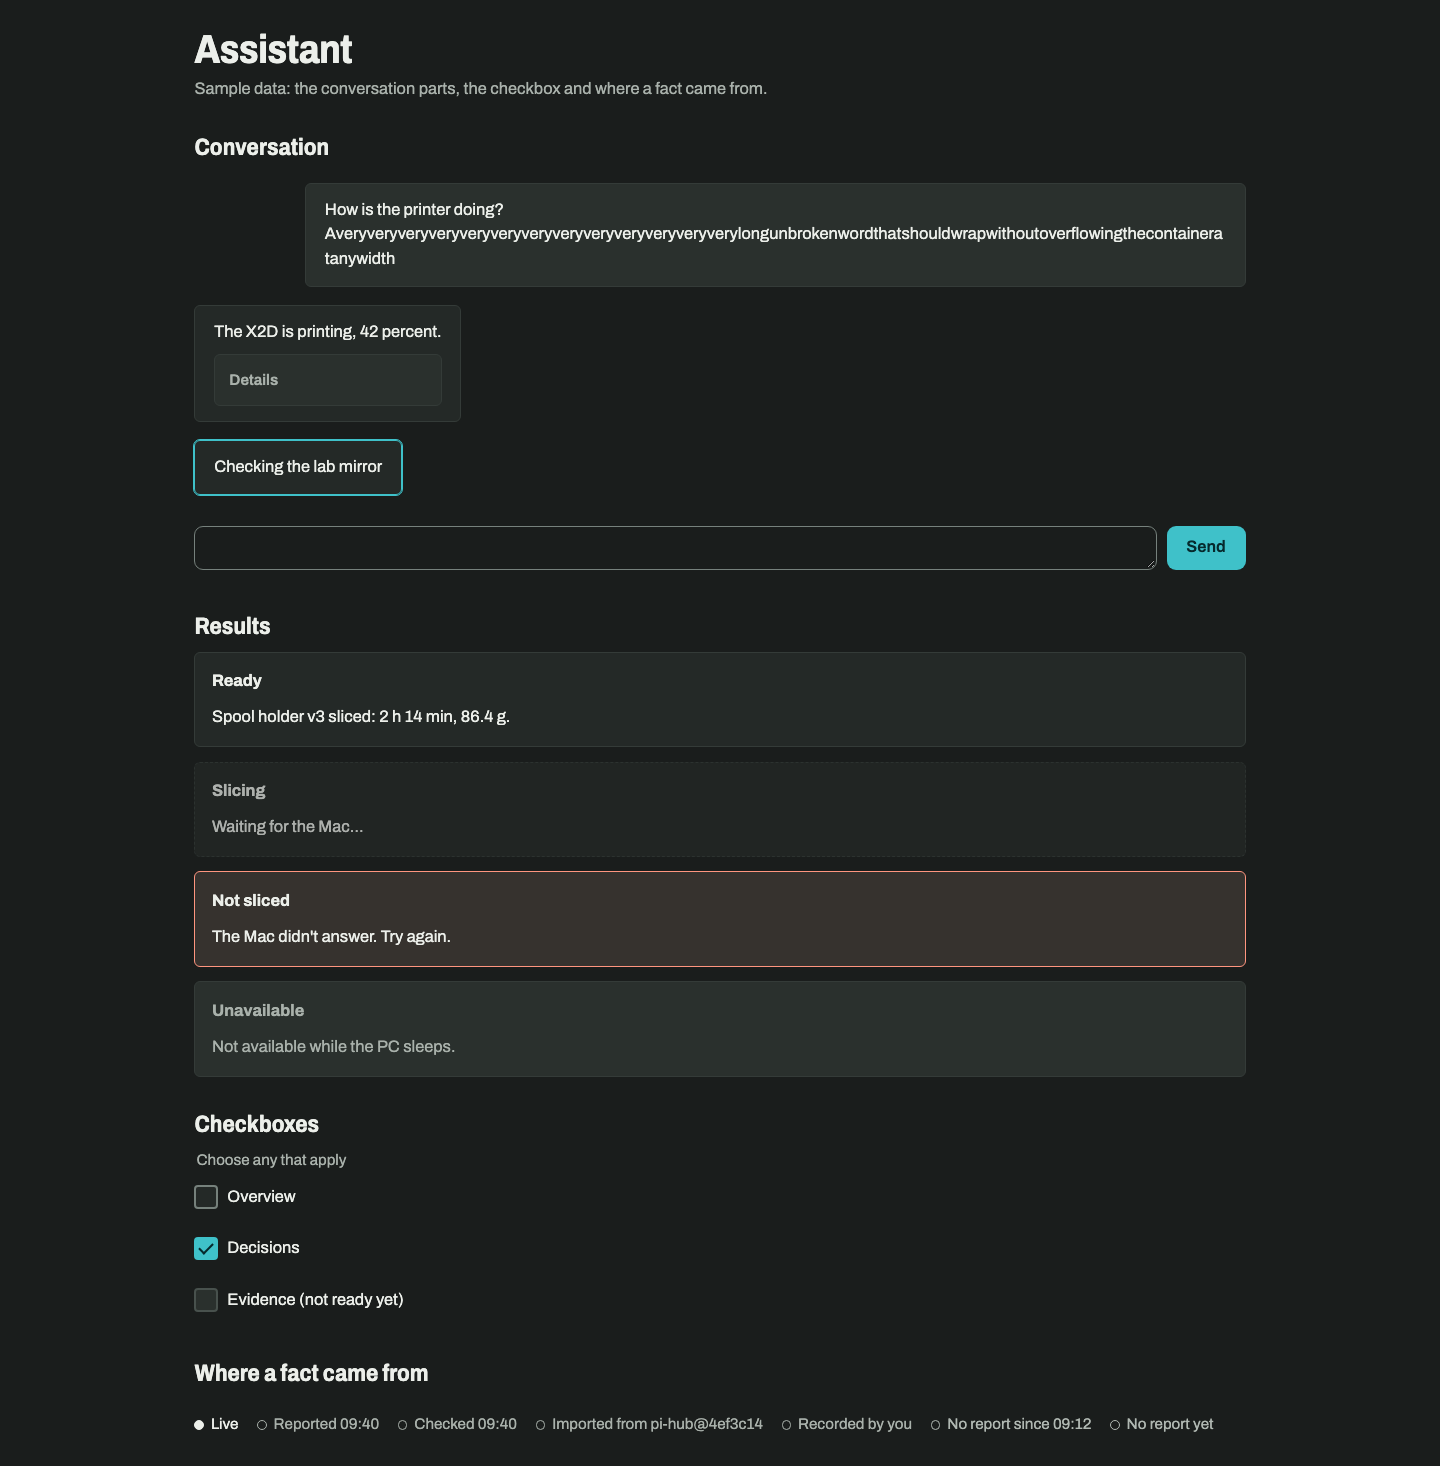 Assistant
Sample data: the conversation parts, the checkbox and where a fact came from.
Conversation
How is the printer doing?
Averyveryveryveryveryveryveryveryveryveryveryveryverylongunbrokenwordthatshouldwrapwithoutoverflowingthecontainera
tanywidth
The X2D is printing, 42 percent.
Details
Checking the lab mirror
Send
Results
Ready
Spool holder v3 sliced: 2 h 14 min, 86.4 g.
Slicing
Waiting for the Mac...
Not sliced
The Mac didn't answer. Try again.
Unavailable
Not available while the PC sleeps.
Checkboxes
Choose any that apply
Overview
Decisions
Evidence (not ready yet)
Where a fact came from
Live Reported 09:40 Checked 09:40 Imported from pi-hub@4ef3c14 Recorded by you No report since 09:12 No report yet